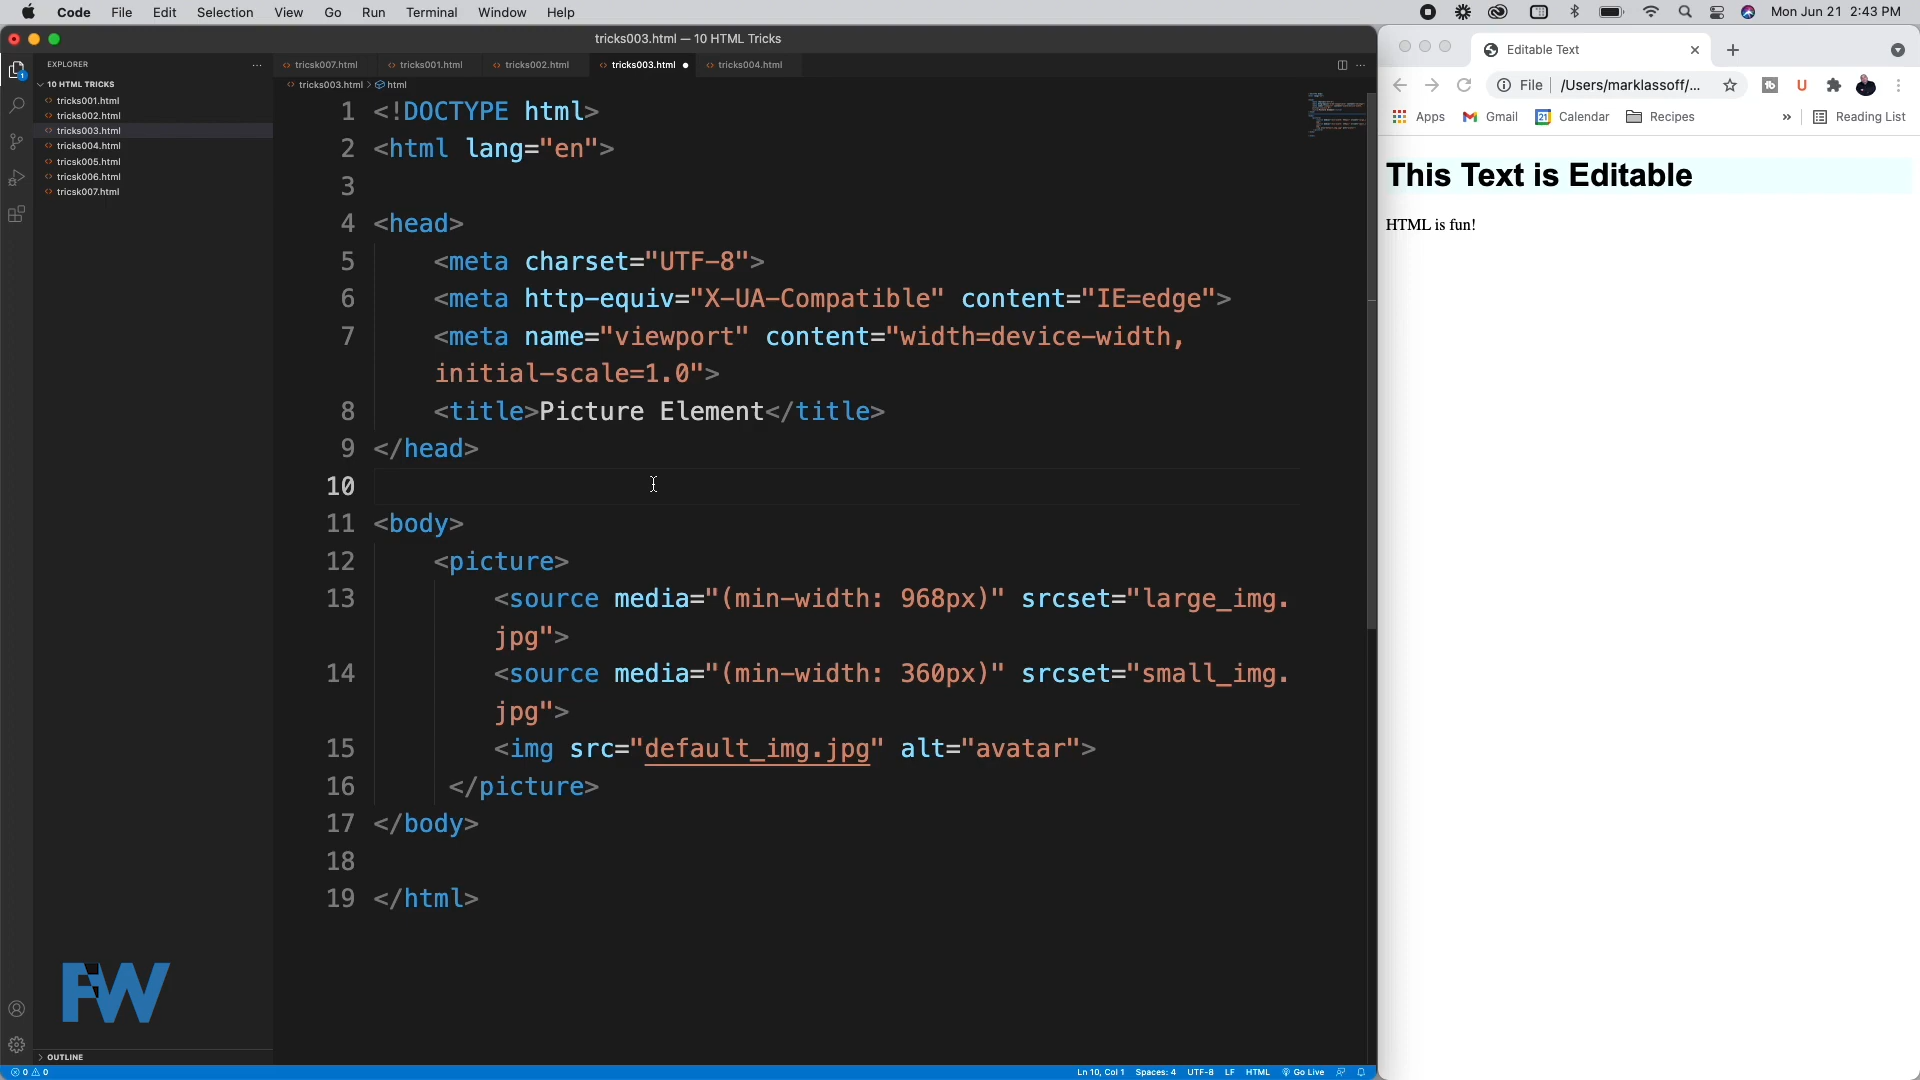 Code File Edit Selection View Go Run Terminal Window Help
Mon Jun 21 2:43 PM
tricks003.html — 10 HTML Tricks
EXPLORER
10 HTML TRICKS
tricks001.html
tricks002.html
tricks003.html
tricks004.html
tricsk005.html
tricsk006.html
tricsk007.html
OUTLINE
tricsk007.html tricks001.html tricks002.html tricks003.html tricks004.html
tricks003.html > html
1 <!DOCTYPE html>
2 <html lang="en">
3
4 <head>
5 <meta charset="UTF-8">
6 <meta http-equiv="X-UA-Compatible" content="IE=edge">
7 <meta name="viewport" content="width=device-width,
initial-scale=1.0">
8 <title>Picture Element</title>
9 </head>
10
11 <body>
12 <picture>
13 <source media="(min-width: 968px)" srcset="large_img.
jpg">
14 <source media="(min-width: 360px)" srcset="small_img.
jpg">
15 <img src="default_img.jpg" alt="avatar">
16 </picture>
17 </body>
18
19 </html>
FW
0 0
Ln 10, Col 1 Spaces: 4 UTF-8 LF HTML Go Live
Editable Text
File | /Users/marklassoff/...
Apps Gmail Calendar Recipes » Reading List
This Text is Editable
HTML is fun!